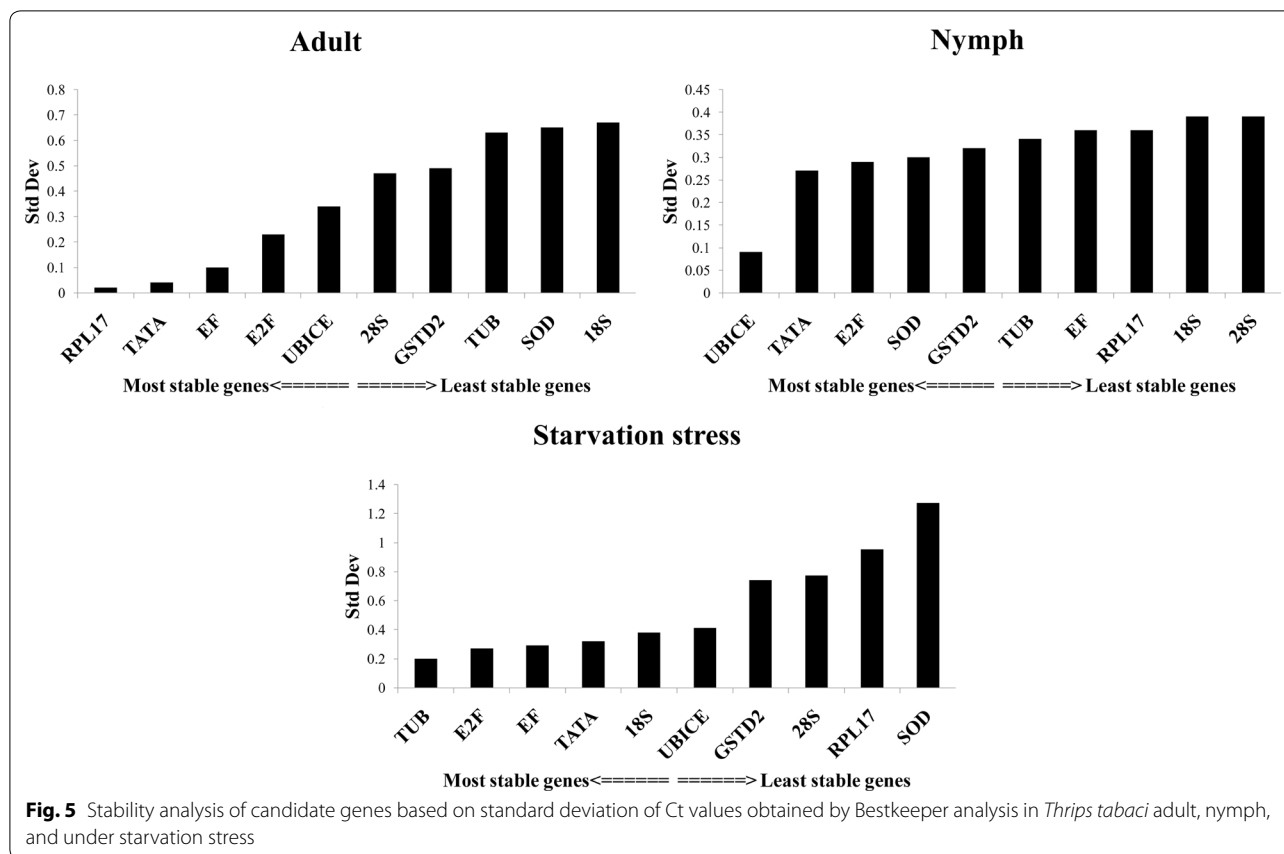 Adult
Std Dev
0.8
0.7
0.6
0.5
0.4
0.3
0.2
0.1
0
RPL17 TATA EF E2F UBICE 28S GSTD2 TUB SOD 18S
Most stable genes<====== ======> Least stable genes
Nymph
Std Dev
0.45
0.4
0.35
0.3
0.25
0.2
0.15
0.1
0.05
0
UBICE TATA E2F SOD GSTD2 TUB EF RPL17 18S 28S
Most stable genes<====== ======> Least stable genes
Starvation stress
Std Dev
1.4
1.2
1
0.8
0.6
0.4
0.2
0
TUB E2F EF TATA 18S UBICE GSTD2 28S RPL17 SOD
Most stable genes<====== ======> Least stable genes
Fig. 5 Stability analysis of candidate genes based on standard deviation of Ct values obtained by Bestkeeper analysis in Thrips tabaci adult, nymph,
and under starvation stress